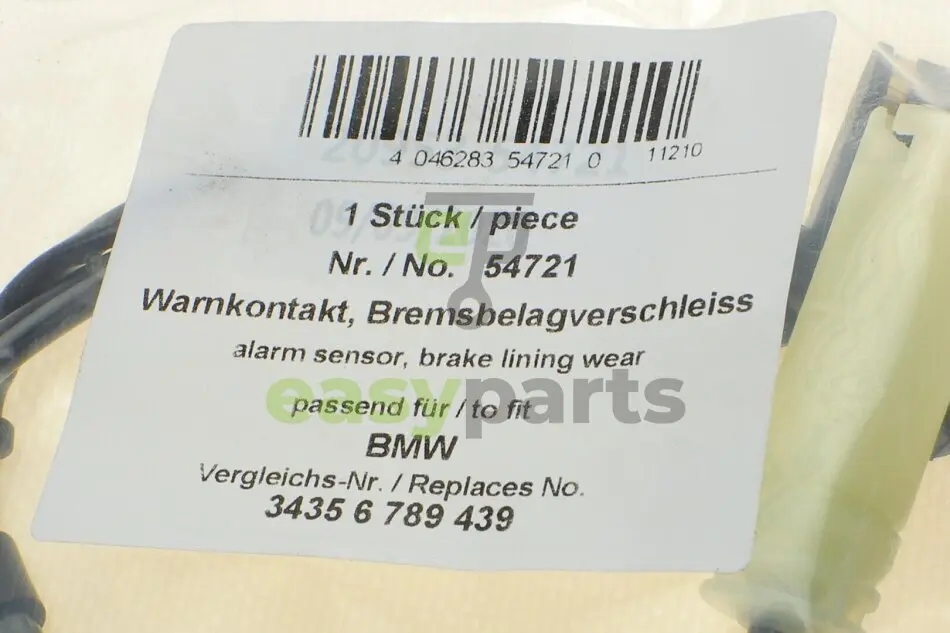 4 046283 54721 0 11210
1 Stück / piece
Nr. / No. 54721
Warnkontakt, Bremsbelagverschleiss
alarm sensor, brake lining wear
easyparts
passend für / to fit
BMW
Vergleichs-Nr. / Replaces No.
3435 6 789 439